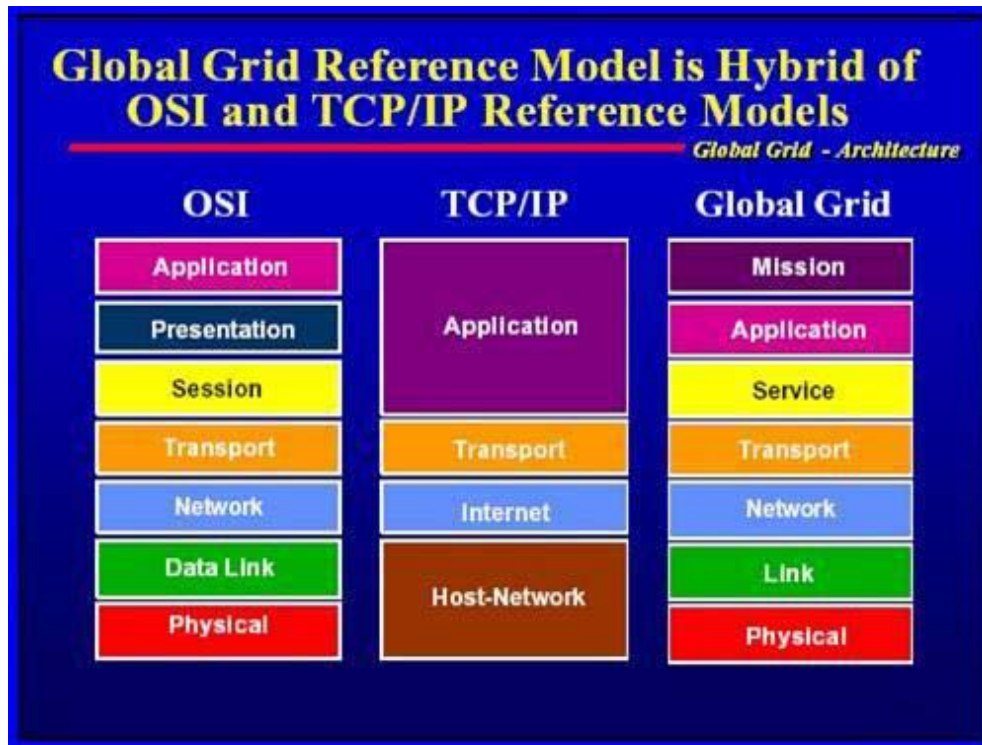 Global Grid Reference Model is Hybrid of
OSI and TCP/IP Reference Models
Global Grid - Architecture
OSI
Application
Presentation
Session
Transport
Network
Data Link
Physical
TCP/IP
Application
Transport
Internet
Host-Network
Global Grid
Mission
Application
Service
Transport
Network
Link
Physical